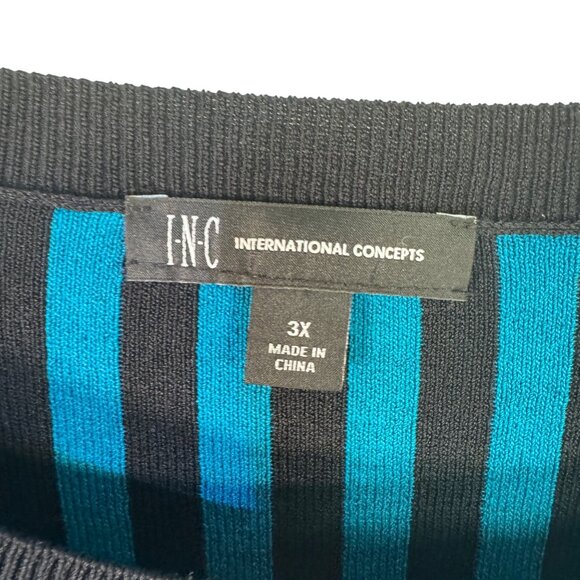 I-N-C INTERNATIONAL CONCEPTS
3X
MADE IN
CHINA